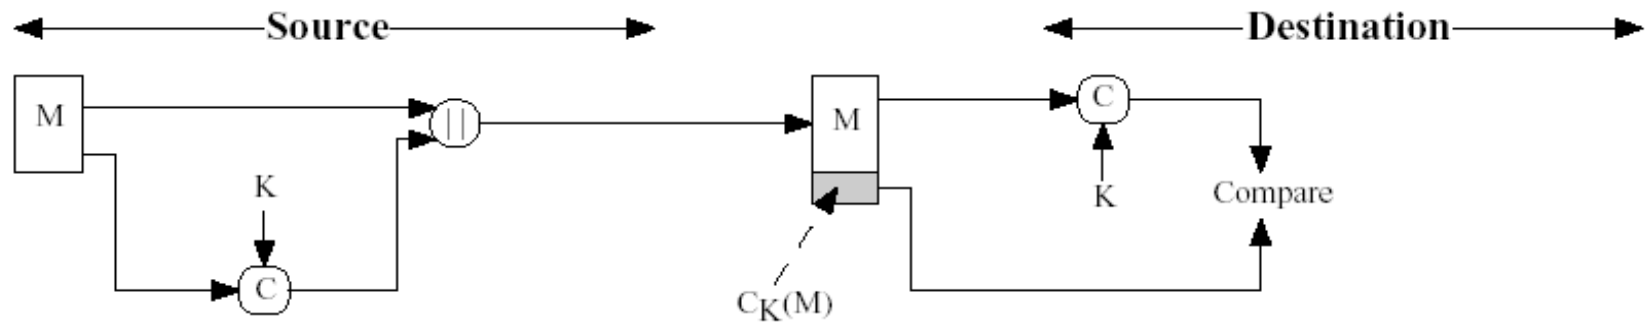 Source
Destination
M
||
M
C
K
K
Compare
C
CK(M)